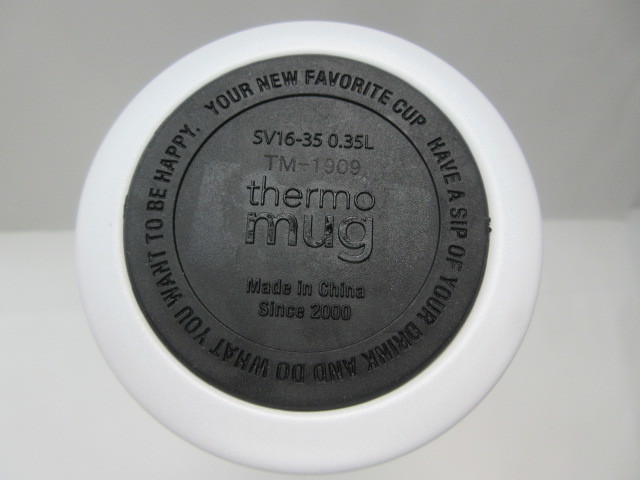 YOUR NEW FAVORITE CUP HAVE A SIP OF YOUR DRINK AND DO WHAT YOU WANT TO BE HAPPY.
SV16-35 0.35L
TM-1909
thermo
mug
Made in China
Since 2000